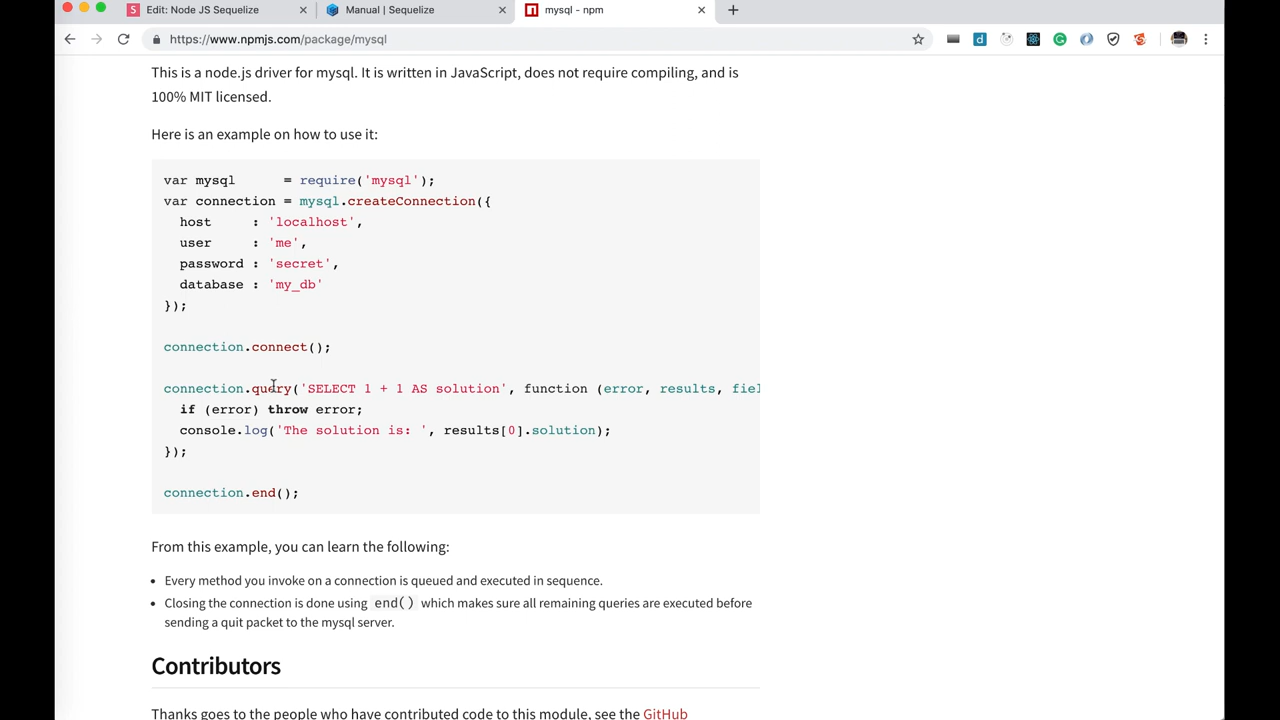 Edit: Node JS Sequelize
Manual | Sequelize
mysql - npm
https://www.npmjs.com/package/mysql
This is a node.js driver for mysql. It is written in JavaScript, does not require compiling, and is
100% MIT licensed.
Here is an example on how to use it:
var mysql      = require('mysql');
var connection = mysql.createConnection({
  host     : 'localhost',
  user     : 'me',
  password : 'secret',
  database : 'my_db'
});
connection.connect();
connection.query('SELECT 1 + 1 AS solution', function (error, results, fiel
  if (error) throw error;
  console.log('The solution is: ', results[0].solution);
});
connection.end();
From this example, you can learn the following:
• Every method you invoke on a connection is queued and executed in sequence.
• Closing the connection is done using end() which makes sure all remaining queries are executed before
sending a quit packet to the mysql server.
Contributors
Thanks goes to the people who have contributed code to this module, see the GitHub